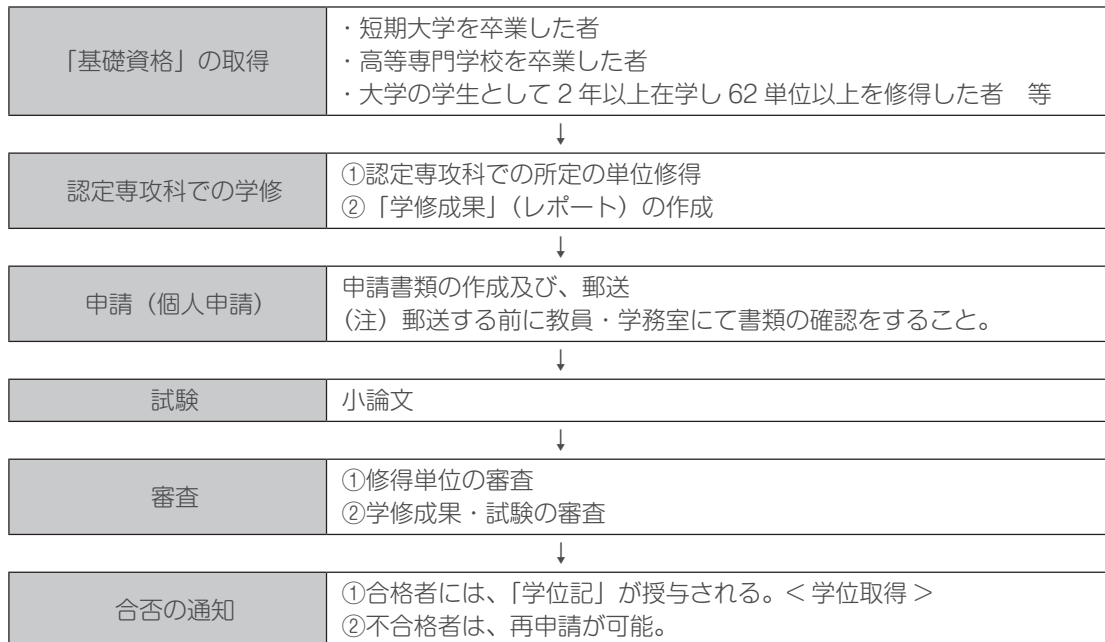 「基礎資格」の取得
・短期大学を卒業した者
・高等専門学校を卒業した者
・大学の学生として 2 年以上在学し 62 単位以上を修得した者　等
↓
認定専攻科での学修
①認定専攻科での所定の単位修得
②「学修成果」（レポート）の作成
↓
申請（個人申請）
申請書類の作成及び、郵送
（注）郵送する前に教員・学務室にて書類の確認をすること。
↓
試験
小論文
↓
審査
①修得単位の審査
②学修成果・試験の審査
↓
合否の通知
①合格者には、「学位記」が授与される。< 学位取得 >
②不合格者は、再申請が可能。